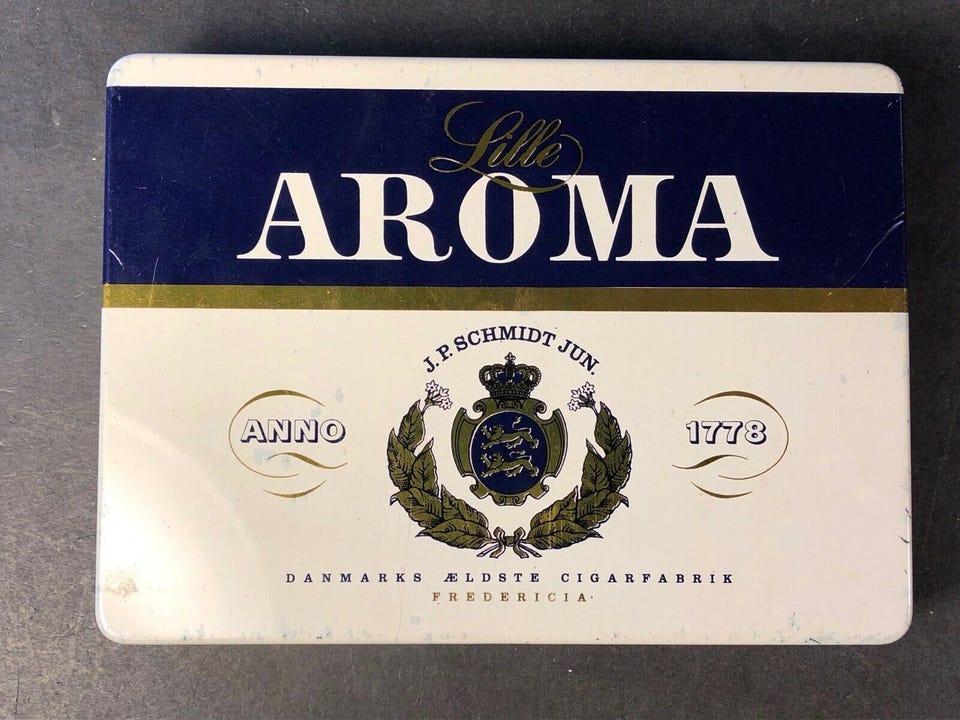 Lille
AROMA
J. P. SCHMIDT JUN.
ANNO 1778
DANMARKS ÆLDSTE CIGARFABRIK
FREDERICIA